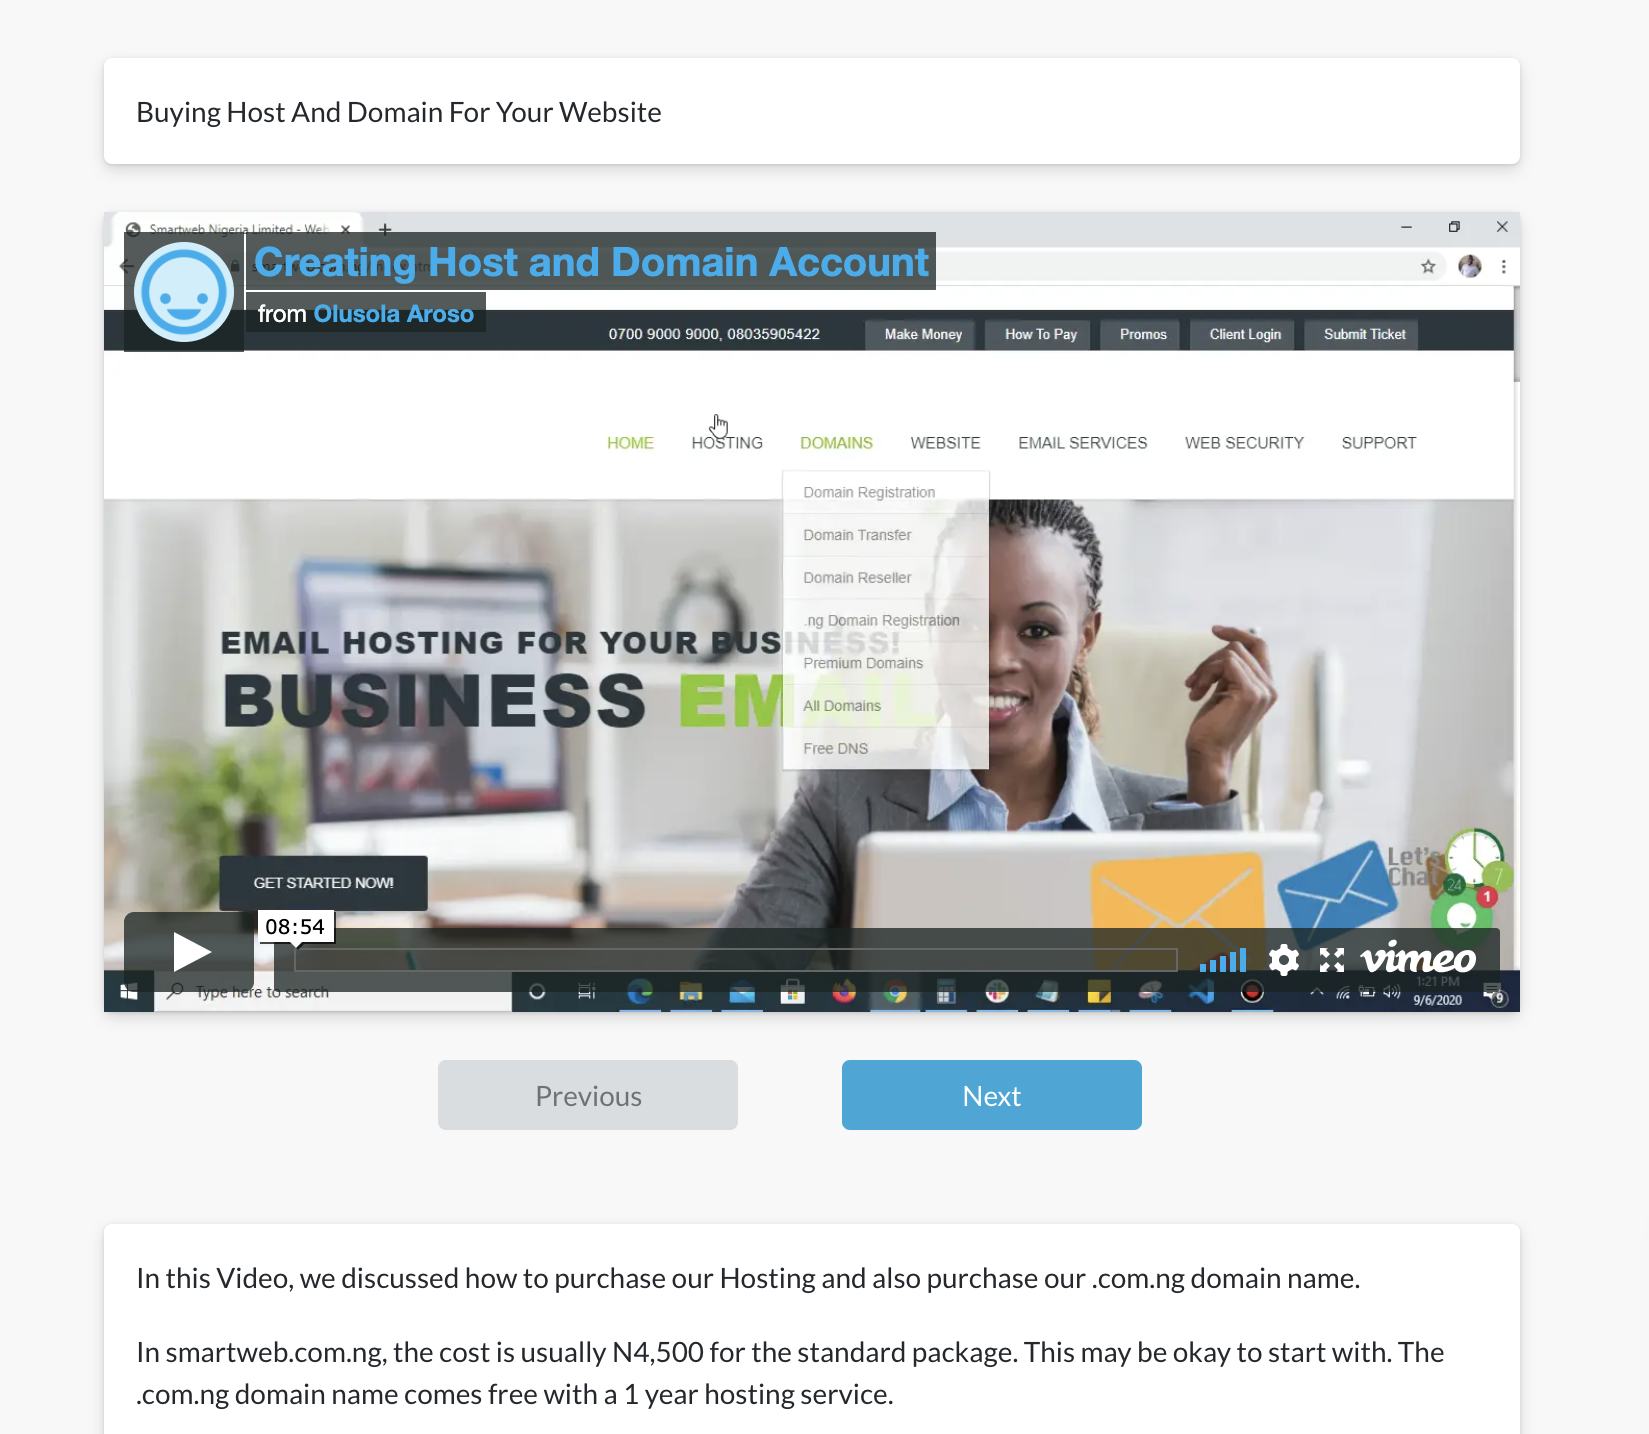 Buying Host And Domain For Your Website
Smartweb Nigeria Limited - Web
Creating Host and Domain Account
from Olusola Aroso
0700 9000 9000, 08035905422
Make Money
How To Pay
Promos
Client Login
Submit Ticket
HOME
HOSTING
DOMAINS
WEBSITE
EMAIL SERVICES
WEB SECURITY
SUPPORT
Domain Registration
Domain Transfer
Domain Reseller
.ng Domain Registration
Premium Domains
All Domains
Free DNS
EMAIL HOSTING FOR YOUR BUSINESS!
BUSINESS EMAIL
GET STARTED NOW!
Let's
Chat
24
7
1
08:54
vimeo
Type here to search
1:21 PM
9/6/2020
9
Previous
Next
In this Video, we discussed how to purchase our Hosting and also purchase our .com.ng domain name.
In smartweb.com.ng, the cost is usually N4,500 for the standard package. This may be okay to start with. The
.com.ng domain name comes free with a 1 year hosting service.